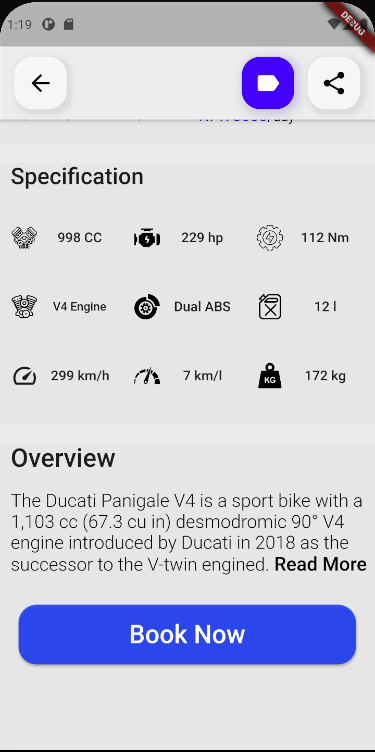 1:19
DEBUG
/day
Specification
998 CC 229 hp 112 Nm
V4 Engine Dual ABS 12 l
299 km/h 7 km/l KG 172 kg
Overview
The Ducati Panigale V4 is a sport bike with a
1,103 cc (67.3 cu in) desmodromic 90° V4
engine introduced by Ducati in 2018 as the
successor to the V-twin engined. Read More
Book Now